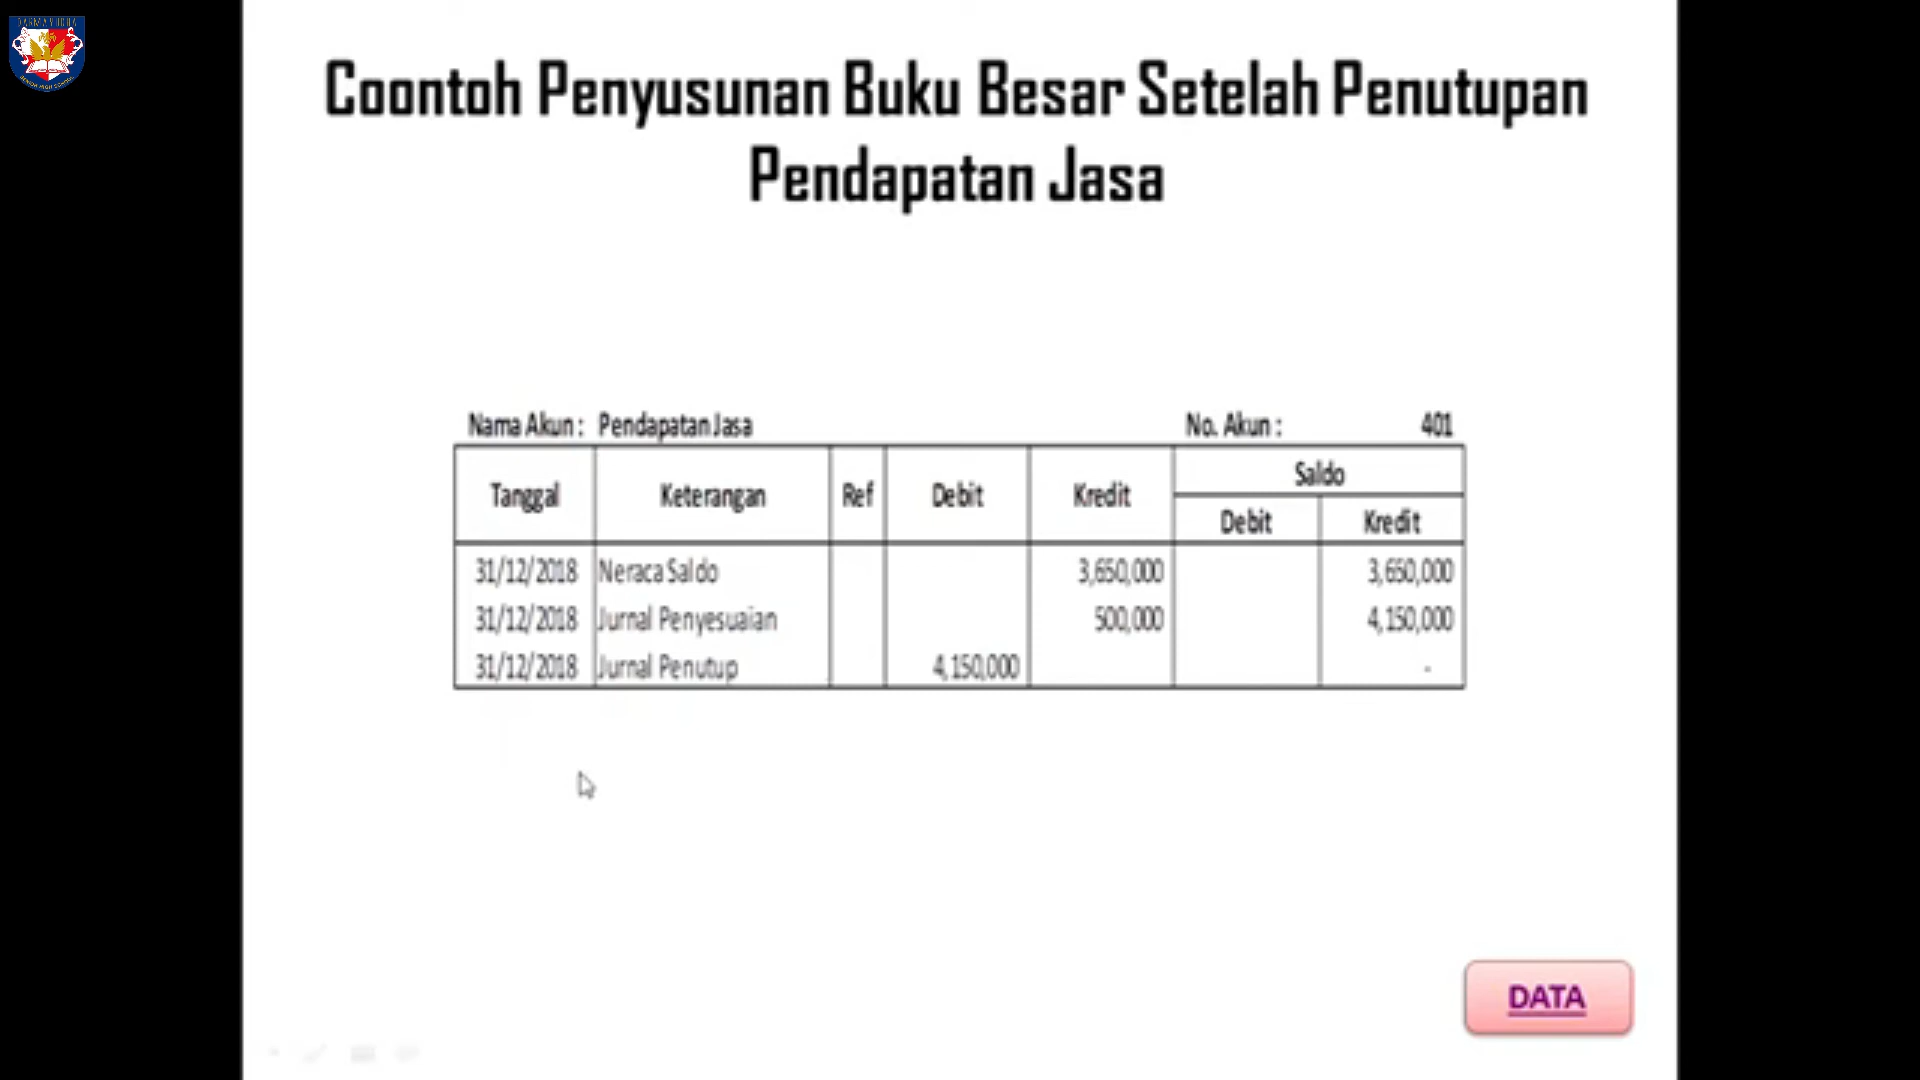 Coontoh Penyusunan Buku Besar Setelah Penutupan
Pendapatan Jasa
Nama Akun : Pendapatan Jasa No. Akun : 401
Tanggal Keterangan Ref Debit Kredit Saldo
Debit Kredit
31/12/2018 Neraca Saldo 3,650,000 3,650,000
31/12/2018 Jurnal Penyesuaian 500,000 4,150,000
31/12/2018 Jurnal Penutup 4,150,000 -
DATA